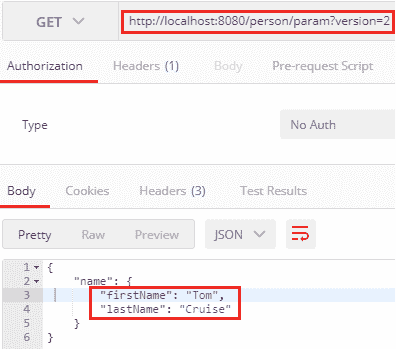 GET http://localhost:8080/person/param?version=2
Authorization Headers (1) Body Pre-request Script
Type No Auth
Body Cookies Headers (3) Test Results
Pretty Raw Preview JSON
1 {
2 "name": {
3 "firstName": "Tom",
4 "lastName": "Cruise"
5 }
6 }